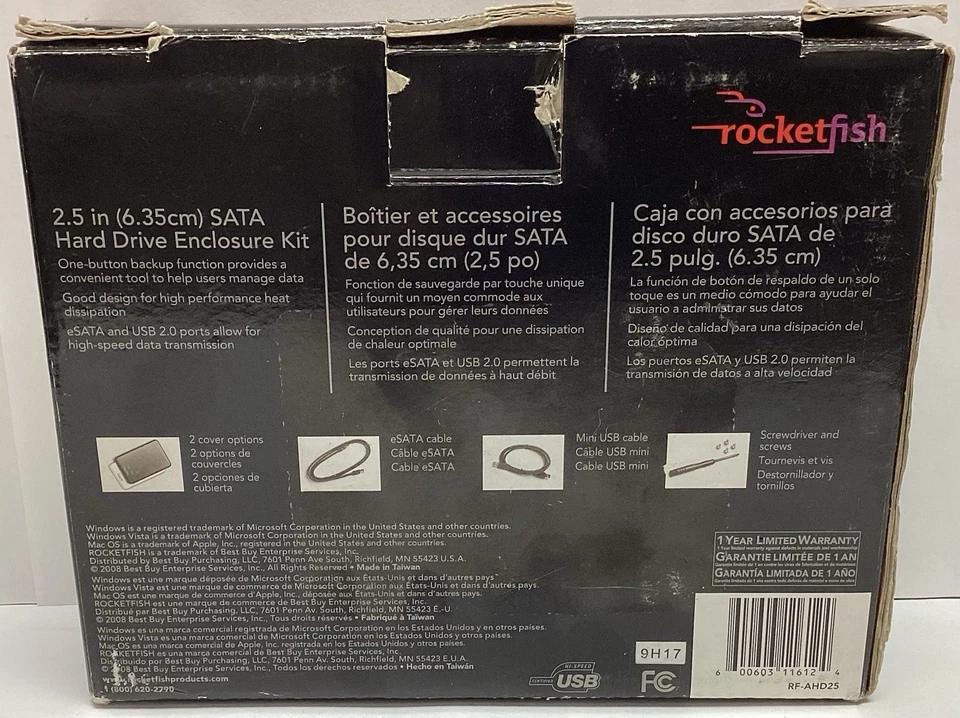 rocketfish
2.5 in (6.35cm) SATA
Hard Drive Enclosure Kit
One-button backup function provides a
convenient tool to help users manage data
Good design for high performance heat
dissipation
eSATA and USB 2.0 ports allow for
high-speed data transmission
Boîtier et accessoires
pour disque dur SATA
de 6,35 cm (2,5 po)
Fonction de sauvegarde par touche unique
qui fournit un moyen commode aux
utilisateurs pour gérer leurs données
Conception de qualité pour une dissipation
de chaleur optimale
Les ports eSATA et USB 2.0 permettent la
transmission de données à haut débit
Caja con accesorios para
disco duro SATA de
2.5 pulg. (6.35 cm)
La función de botón de respaldo de un solo
toque es un medio cómodo para ayudar el
usuario a administrar sus datos
Diseño de calidad para una disipación del
calor óptima
Los puertos eSATA y USB 2.0 permiten la
transmisión de datos a alta velocidad
2 cover options
2 options de
couvercles
2 opciones de
cubierta
eSATA cable
Câble eSATA
Cable eSATA
Mini USB cable
Câble USB mini
Cable USB mini
Screwdriver and
screws
Tournevis et vis
Destornillador y
tornillos
Windows is a registered trademark of Microsoft Corporation in the United States and other countries.
Windows Vista is a trademark of Microsoft Corporation in the United States and other countries.
Mac OS is a trademark of Apple, Inc., registered in the United States and other countries.
ROCKETFISH is a trademark of Best Buy Enterprise Services, Inc.
Distributed by Best Buy Purchasing, LLC, 7601 Penn Ave South, Richfield, MN 55423 U.S.A.
© 2008 Best Buy Enterprise Services, Inc., All Rights Reserved • Made in Taiwan
Windows est une marque déposée de Microsoft Corporation aux États-Unis et dans d'autres pays
Windows Vista est une marque de commerce de Microsoft Corporation aux États-Unis et dans d'autres pays.
Mac OS est une marque de commerce d'Apple, Inc., déposée aux États-Unis et dans d'autres pays.
ROCKETFISH est une marque de commerce de Best Buy Enterprise Services, Inc.
Distribué par Best Buy Purchasing, LLC, 7601 Penn Av. South, Richfield, MN 55423 E.-U.
© 2008 Best Buy Enterprise Services, Inc., Tous droits réservés • Fabriqué à Taïwan
Windows es una marca comercial registrada de Microsoft Corporation en los Estados Unidos y en otros países.
Windows Vista es una marca comercial de Microsoft Corporation en los Estados Unidos y otros países.
Mac OS es una marca comercial de Apple, Inc. registrada en los Estados Unidos y otros países.
ROCKETFISH es una marca comercial de Best Buy Enterprise Services, Inc.
por Best Buy Purchasing, LLC, 7601 Penn Av. South, Richfield, MN 55423 E.U.A.
Best Buy Enterprise Services, Inc., Todos los derechos reservados • Hecho en Taiwán
(800) 620-2790
1 YEAR LIMITED WARRANTY
1 Year limited warranty against defects in materials and workmanship
GARANTIE LIMITÉE DE 1 AN
GARANTÍA LIMITADA DE 1 AÑO
HI-SPEED
CERTIFIED USB
9H17
FC
6 00603 11612 4
RF-AHD25